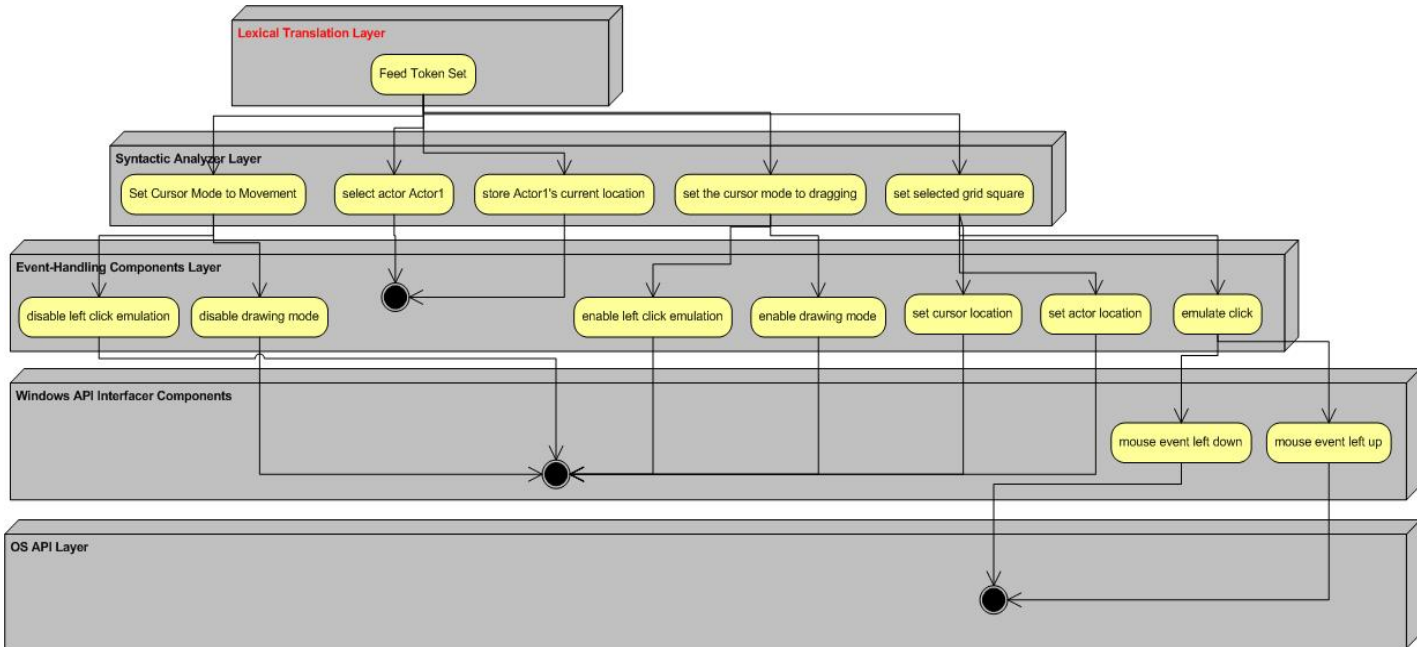 Lexical Translation Layer
Feed Token Set
Syntactic Analyzer Layer
Set Cursor Mode to Movement
select actor Actor1
store Actor1's current location
set the cursor mode to dragging
set selected grid square
Event-Handling Components Layer
disable left click emulation
disable drawing mode
enable left click emulation
enable drawing mode
set cursor location
set actor location
emulate click
Windows API Interfacer Components
mouse event left down
mouse event left up
OS API Layer